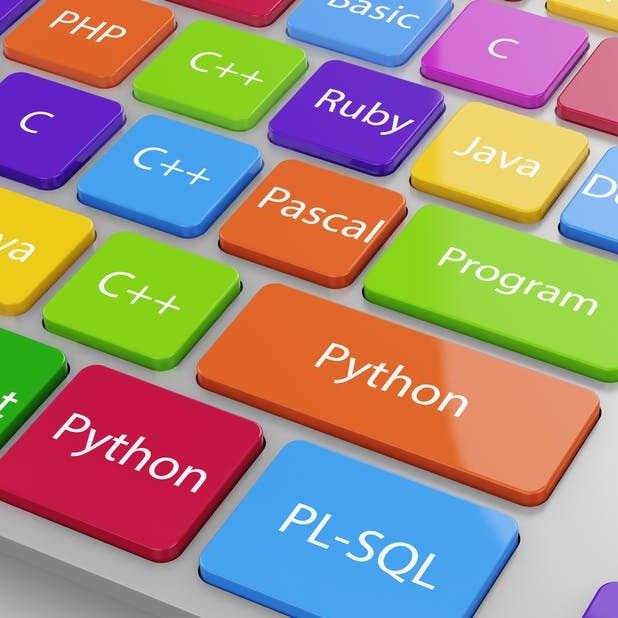 Basic
PHP
C
C++
Ruby
C
Java
C++
Pascal
Program
C++
Python
Python
PL-SQL